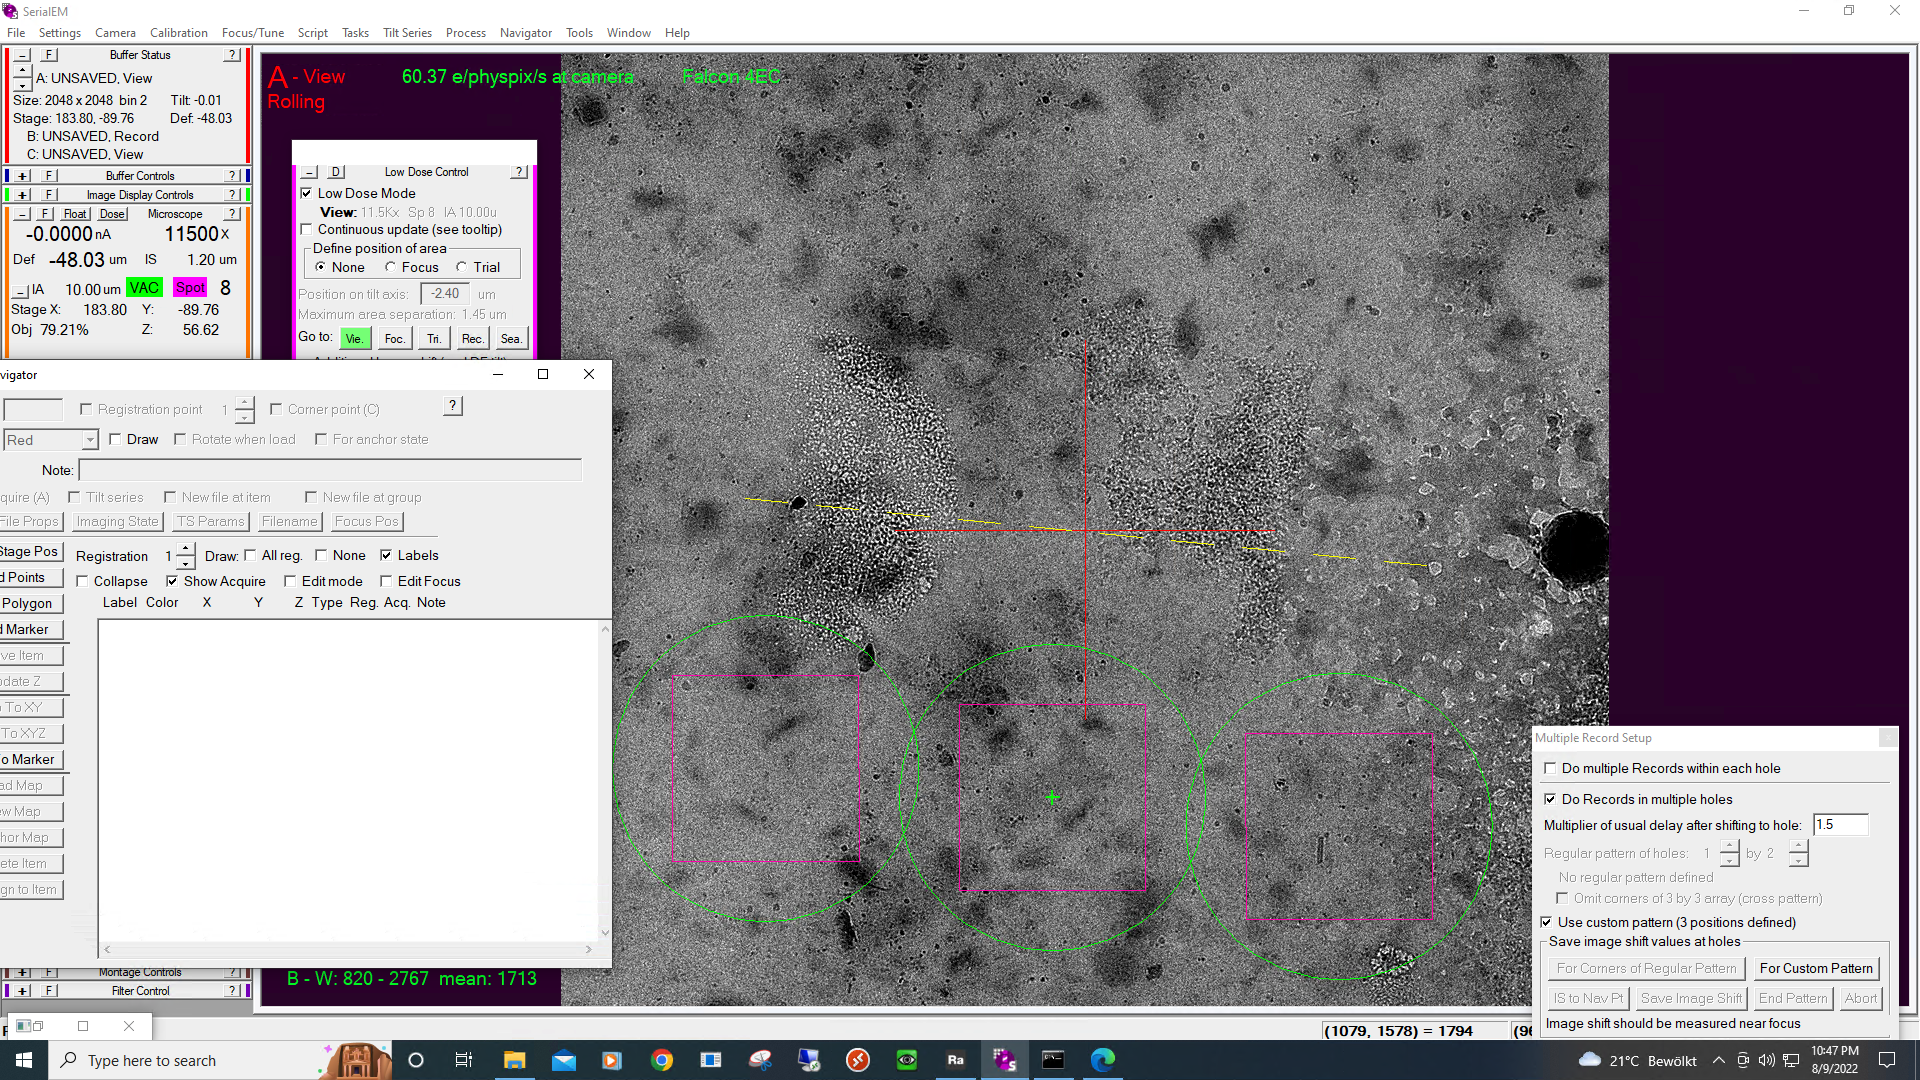 SerialEM
File Settings Camera Calibration Focus/Tune Script Tasks Tilt Series Process Navigator Tools Window Help
– F Buffer Status ?
A: UNSAVED, View
Size: 2048 x 2048 bin 2 Tilt: -0.01
Stage: 183.80, -89.76 Def: -48.03
B: UNSAVED, Record
C: UNSAVED, View
+ F Buffer Controls ?
+ F Image Display Controls ?
– F Float Dose Microscope ?
-0.0000 nA 11500 X
Def -48.03 um IS 1.20 um
– IA 10.00 um VAC Spot 8
Stage X: 183.80 Y: -89.76
Obj 79.21% Z: 56.62
A - View 60.37 e/physpix/s at camera Falcon 4EC
Rolling
– D Low Dose Control ?
Low Dose Mode
View: 11.5Kx Sp 8 IA 10.00u
Continuous update (see tooltip)
Define position of area
None Focus Trial
Position on tilt axis: -2.40 um
Maximum area separation: 1.45 um
Go to: Vie. Foc. Tri. Rec. Sea.
vigator
Registration point 1 Corner point (C) ?
Red Draw Rotate when load For anchor state
Note:
quire (A) Tilt series New file at item New file at group
File Props Imaging State TS Params Filename Focus Pos
Stage Pos Registration 1 Draw: All reg. None Labels
d Points Collapse Show Acquire Edit mode Edit Focus
Polygon Label Color X Y Z Type Reg. Acq. Note
d Marker
ve Item
pdate Z
To XY
To XYZ
o Marker
ad Map
ew Map
hor Map
ete Item
gn to Item
Montage Controls
+ F Filter Control ?
B - W: 820 - 2767 mean: 1713
Multiple Record Setup
Do multiple Records within each hole
Do Records in multiple holes
Multiplier of usual delay after shifting to hole: 1.5
Regular pattern of holes: 1 by 2
No regular pattern defined
Omit corners of 3 by 3 array (cross pattern)
Use custom pattern (3 positions defined)
Save image shift values at holes
For Corners of Regular Pattern For Custom Pattern
IS to Nav Pt Save Image Shift End Pattern Abort
Image shift should be measured near focus
(1079, 1578) = 1794 (96
Type here to search
Ra
21°C Bewölkt
10:47 PM
8/9/2022